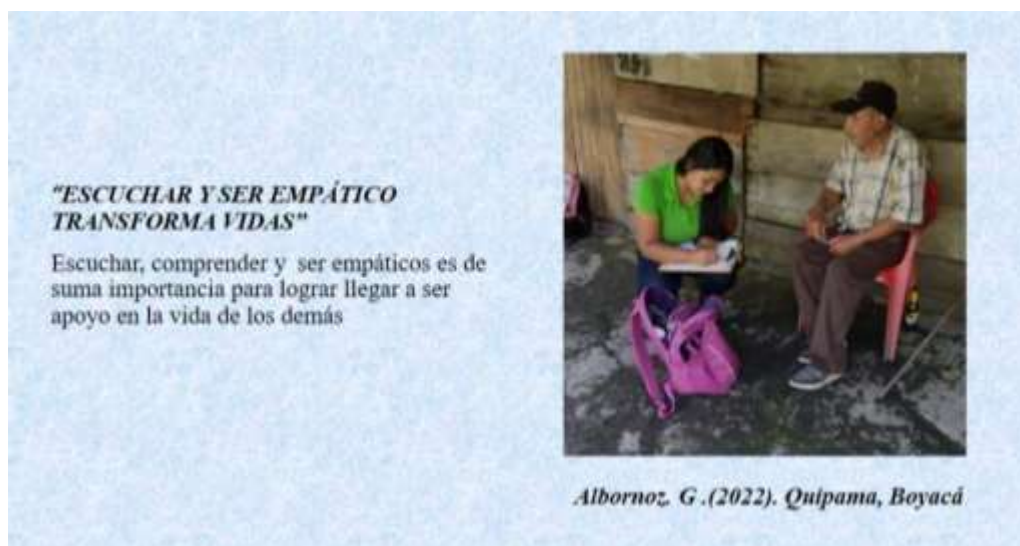 "ESCUCHAR Y SER EMPÁTICO
TRANSFORMA VIDAS"
Escuchar, comprender y ser empáticos es de
suma importancia para lograr llegar a ser
apoyo en la vida de los demás
Albornoz. G .(2022). Quipama, Boyacá